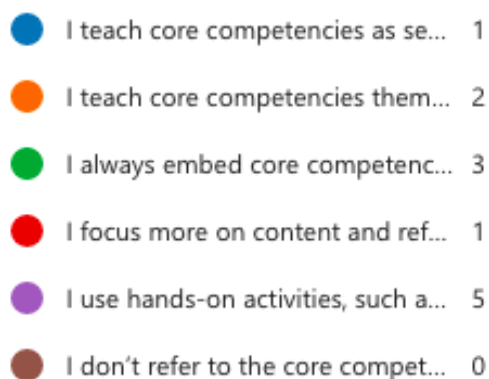 I teach core competencies as se... 1
I teach core competencies them... 2
I always embed core competenc... 3
I focus more on content and ref... 1
I use hands-on activities, such a... 5
I don't refer to the core compet... 0